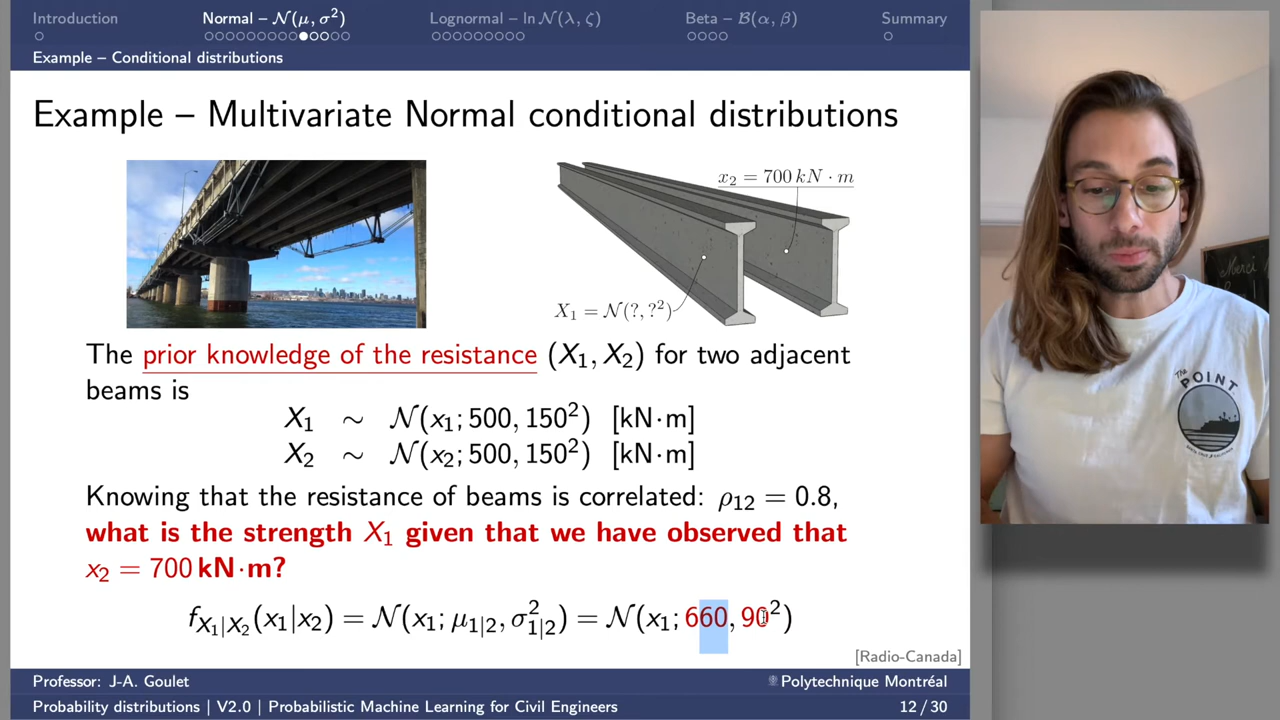 Introduction
Normal – 𝒩(μ, σ²)
Lognormal – ln 𝒩(λ, ζ)
Beta – ℬ(α, β)
Summary
Example – Conditional distributions
Example – Multivariate Normal conditional distributions
x₂ = 700 kN · m
X₁ = 𝒩(?, ?²)
The prior knowledge of the resistance (X₁, X₂) for two adjacent
beams is
X₁ ∼ 𝒩(x₁; 500, 150²) [kN·m]
X₂ ∼ 𝒩(x₂; 500, 150²) [kN·m]
Knowing that the resistance of beams is correlated: ρ₁₂ = 0.8,
what is the strength X₁ given that we have observed that
x₂ = 700 kN·m?
f_{X₁|X₂}(x₁|x₂) = 𝒩(x₁; μ_{1|2}, σ²_{1|2}) = 𝒩(x₁; 660, 90²)
[Radio-Canada]
Professor: J-A. Goulet
Polytechnique Montréal
Probability distributions | V2.0 | Probabilistic Machine Learning for Civil Engineers
12 / 30
Merci
The
POINT